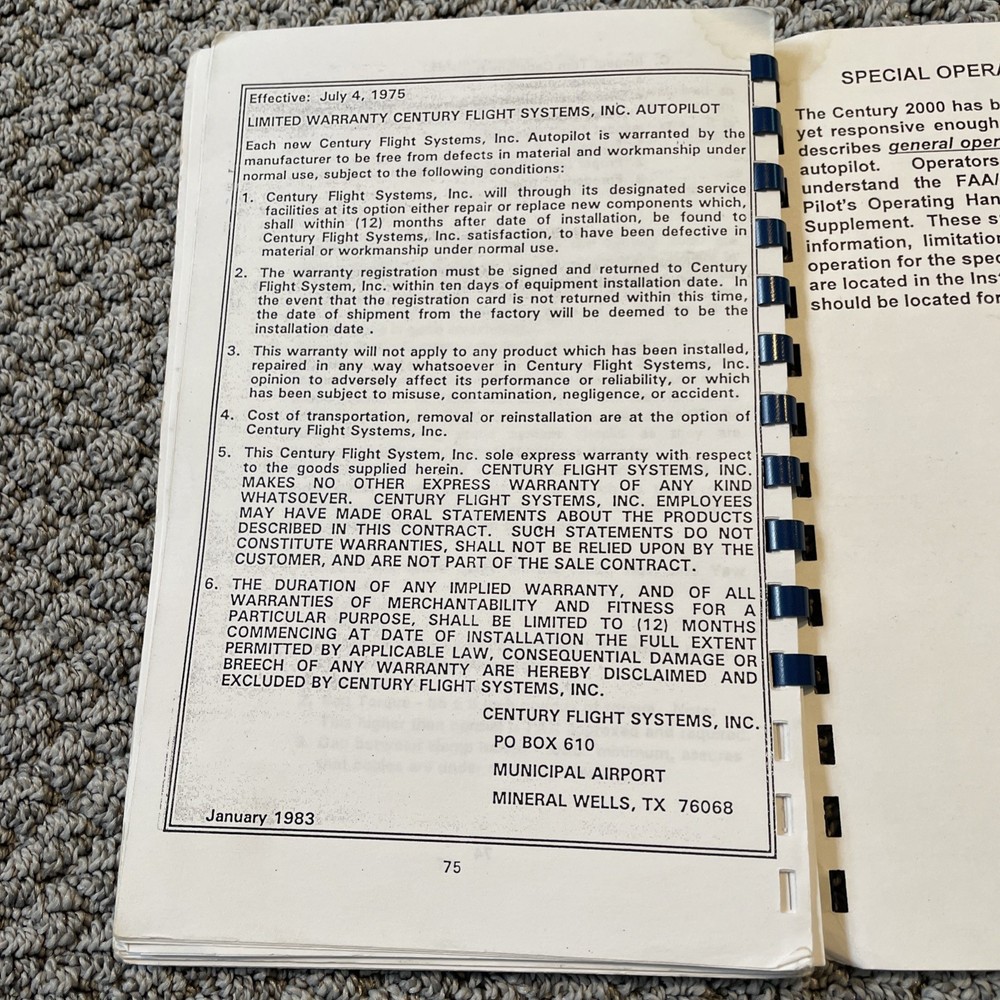 Effective: July 4, 1975
LIMITED WARRANTY CENTURY FLIGHT SYSTEMS, INC. AUTOPILOT
Each new Century Flight Systems, Inc. Autopilot is warranted by the
manufacturer to be free from defects in material and workmanship under
normal use, subject to the following conditions:
1. Century Flight Systems, Inc. will through its designated service
facilities at its option either repair or replace new components which,
shall within (12) months after date of installation, be found to
Century Flight Systems, Inc. satisfaction, to have been defective in
material or workmanship under normal use.
2. The warranty registration must be signed and returned to Century
Flight System, Inc. within ten days of equipment installation date. In
the event that the registration card is not returned within this time,
the date of shipment from the factory will be deemed to be the
installation date .
3. This warranty will not apply to any product which has been installed,
repaired in any way whatsoever in Century Flight Systems, Inc.
opinion to adversely affect its performance or reliability, or which
has been subject to misuse, contamination, negligence, or accident.
4. Cost of transportation, removal or reinstallation are at the option of
Century Flight Systems, Inc.
5. This Century Flight System, Inc. sole express warranty with respect
to the goods supplied herein. CENTURY FLIGHT SYSTEMS, INC.
MAKES NO OTHER EXPRESS WARRANTY OF ANY KIND
WHATSOEVER. CENTURY FLIGHT SYSTEMS, INC. EMPLOYEES
MAY HAVE MADE ORAL STATEMENTS ABOUT THE PRODUCTS
DESCRIBED IN THIS CONTRACT. SUCH STATEMENTS DO NOT
CONSTITUTE WARRANTIES, SHALL NOT BE RELIED UPON BY THE
CUSTOMER, AND ARE NOT PART OF THE SALE CONTRACT.
6. THE DURATION OF ANY IMPLIED WARRANTY, AND OF ALL
WARRANTIES OF MERCHANTABILITY AND FITNESS FOR A
PARTICULAR PURPOSE, SHALL BE LIMITED TO (12) MONTHS
COMMENCING AT DATE OF INSTALLATION THE FULL EXTENT
PERMITTED BY APPLICABLE LAW, CONSEQUENTIAL DAMAGE OR
BREECH OF ANY WARRANTY ARE HEREBY DISCLAIMED AND
EXCLUDED BY CENTURY FLIGHT SYSTEMS, INC.
CENTURY FLIGHT SYSTEMS, INC.
PO BOX 610
MUNICIPAL AIRPORT
MINERAL WELLS, TX 76068
January 1983
75
SPECIAL OPERA
The Century 2000 has b
yet responsive enough
describes general oper
autopilot. Operators
understand the FAA/
Pilot's Operating Han
Supplement. These s
information, limitation
operation for the spec
are located in the Ins
should be located for